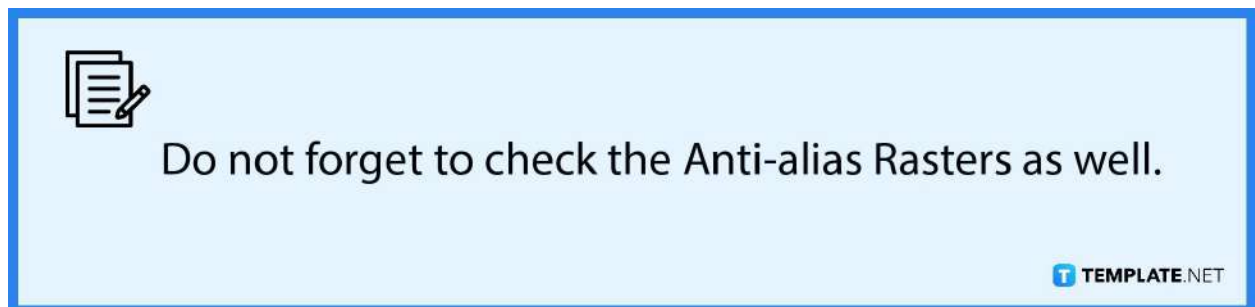 Do not forget to check the Anti-alias Rasters as well.
TEMPLATE.NET